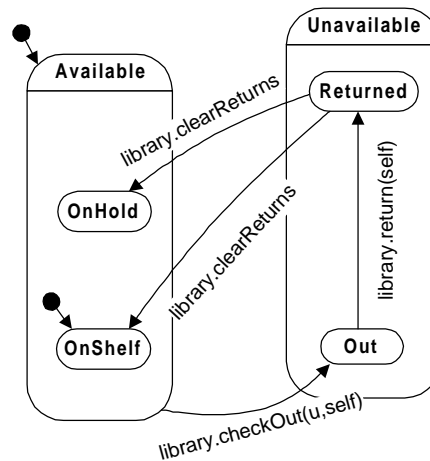 Unavailable
Available
Returned
library.clearReturns
OnHold
library.return(self)
library.clearReturns
OnShelf
Out
library.checkOut(u,self)